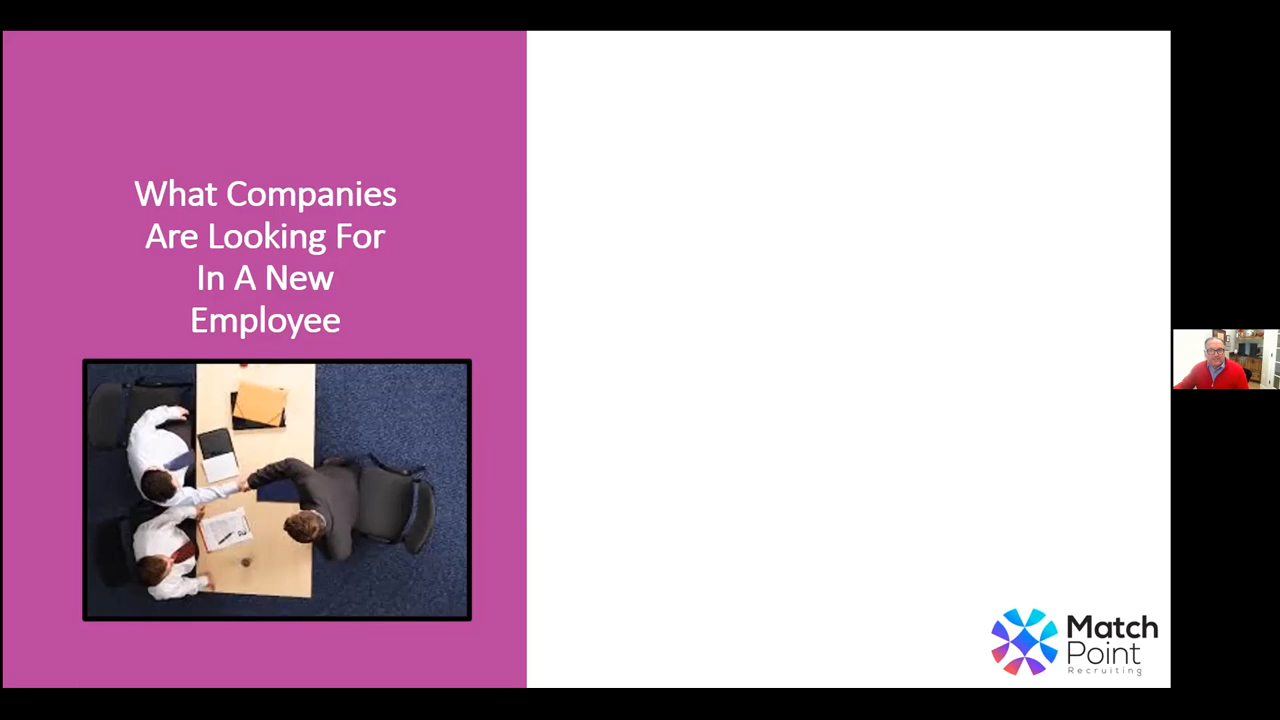 What Companies
Are Looking For
In A New
Employee
Match
Point
Recruiting